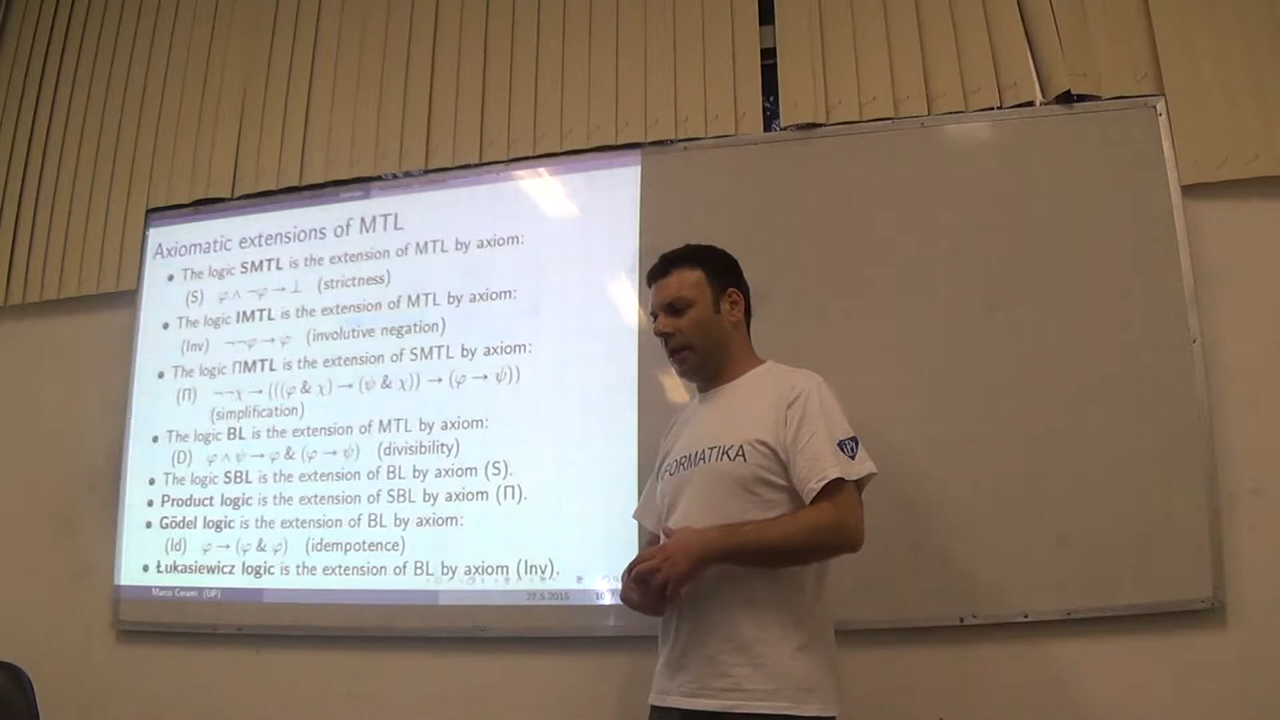 Axiomatic extensions of MTL
• The logic SMTL is the extension of MTL by axiom:
(S) φ ∧ ¬φ → ⊥ (strictness)
• The logic IMTL is the extension of MTL by axiom:
(Inv) ¬¬φ → φ (involutive negation)
• The logic ΠMTL is the extension of SMTL by axiom:
(Π) ¬¬χ → (((φ & χ) → (ψ & χ)) → (φ → ψ))
(simplification)
• The logic BL is the extension of MTL by axiom:
(D) φ ∧ ψ → φ & (φ → ψ) (divisibility)
• The logic SBL is the extension of BL by axiom (S).
• Product logic is the extension of SBL by axiom (Π).
• Gödel logic is the extension of BL by axiom:
(Id) φ → (φ & φ) (idempotence)
• Łukasiewicz logic is the extension of BL by axiom (Inv).
Marco Cerami (UP) 27.5.2015 10
FORMATIKA